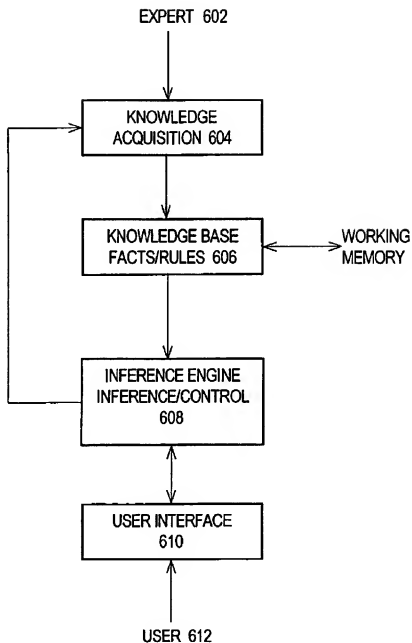 EXPERT 602
KNOWLEDGE
ACQUISITION 604
KNOWLEDGE BASE
FACTS/RULES 606
WORKING
MEMORY
INFERENCE ENGINE
INFERENCE/CONTROL
608
USER INTERFACE
610
USER 612